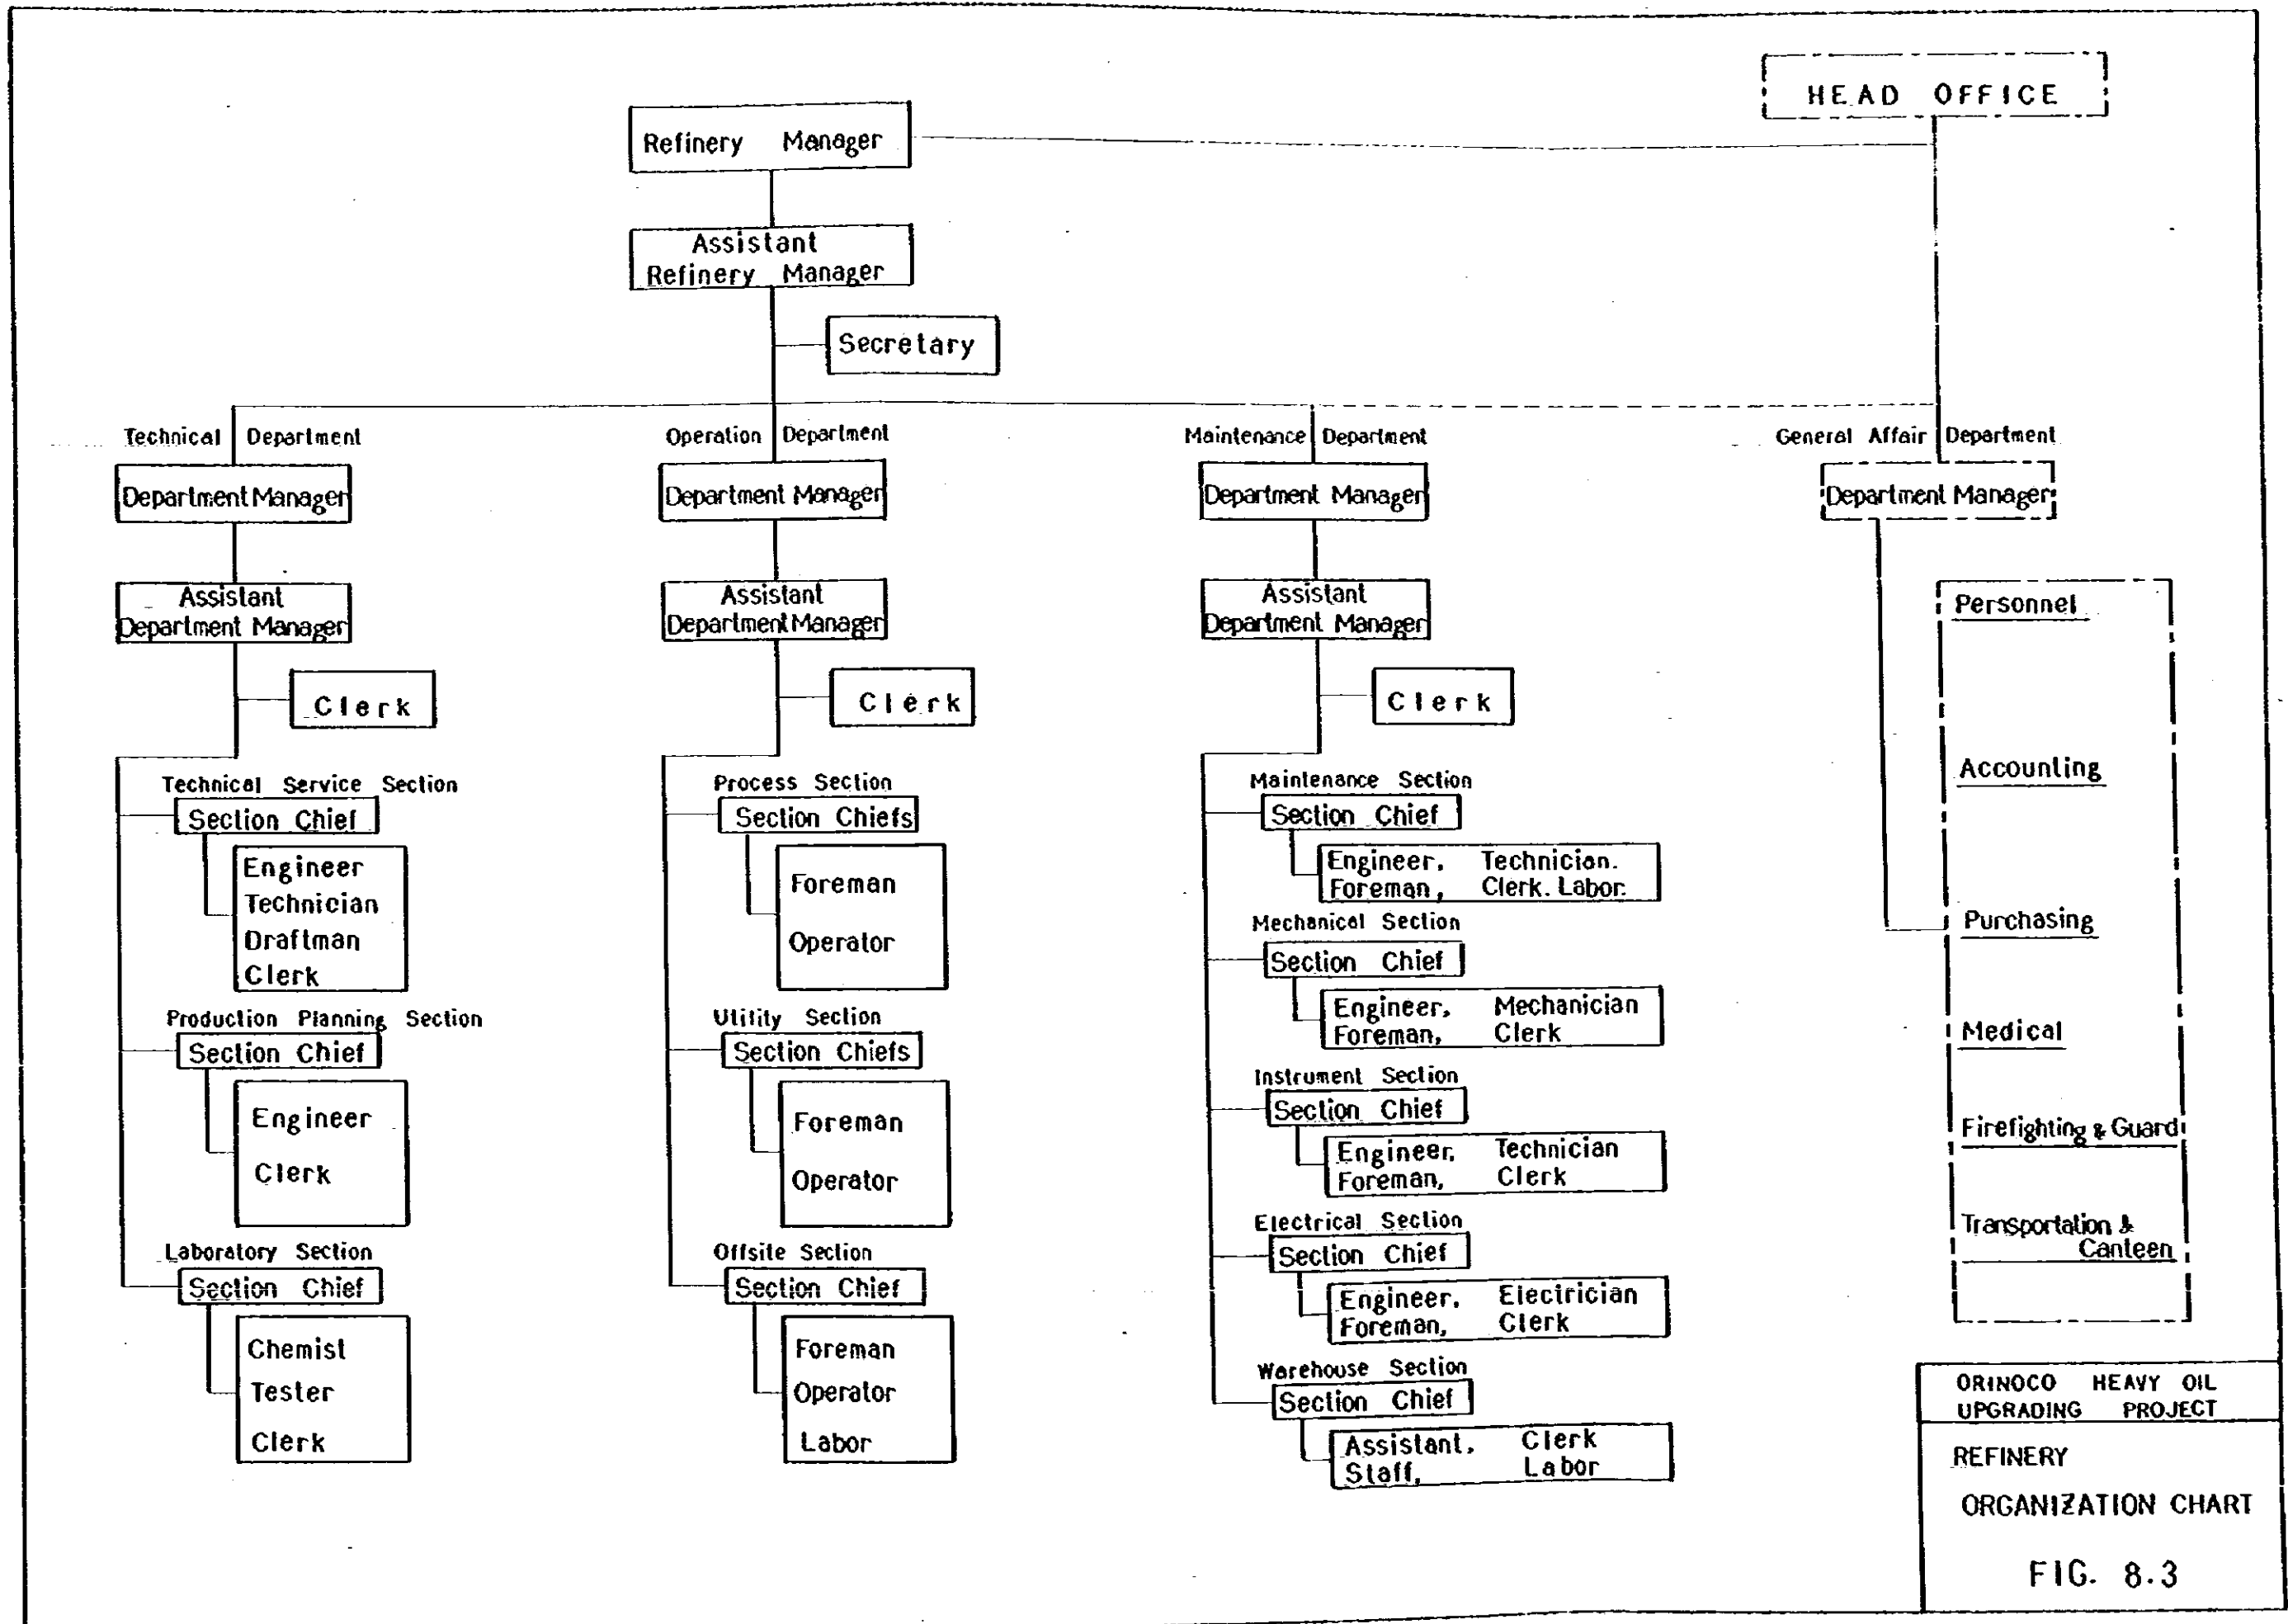 HEAD OFFICE
Refinery Manager
Assistant
Refinery Manager
Secretary
Technical Department
Department Manager
Assistant
Department Manager
Clerk
Technical Service Section
Section Chief
Engineer
Technician
Draftman
Clerk
Production Planning Section
Section Chief
Engineer
Clerk
Laboratory Section
Section Chief
Chemist
Tester
Clerk
Operation Department
Department Manager
Assistant
Department Manager
Clerk
Process Section
Section Chiefs
Foreman
Operator
Utility Section
Section Chiefs
Foreman
Operator
Offsite Section
Section Chief
Foreman
Operator
Labor
Maintenance Department
Department Manager
Assistant
Department Manager
Clerk
Maintenance Section
Section Chief
Engineer, Technician.
Foreman, Clerk. Labor.
Mechanical Section
Section Chief
Engineer, Mechanician
Foreman, Clerk
Instrument Section
Section Chief
Engineer, Technician
Foreman, Clerk
Electrical Section
Section Chief
Engineer, Electrician
Foreman, Clerk
Warehouse Section
Section Chief
Assistant, Clerk
Staff, Labor
General Affair Department
Department Manager
Personnel
Accounting
Purchasing
Medical
Firefighting & Guard
Transportation &
Canteen
ORINOCO HEAVY OIL
UPGRADING PROJECT
REFINERY
ORGANIZATION CHART
FIG. 8.3